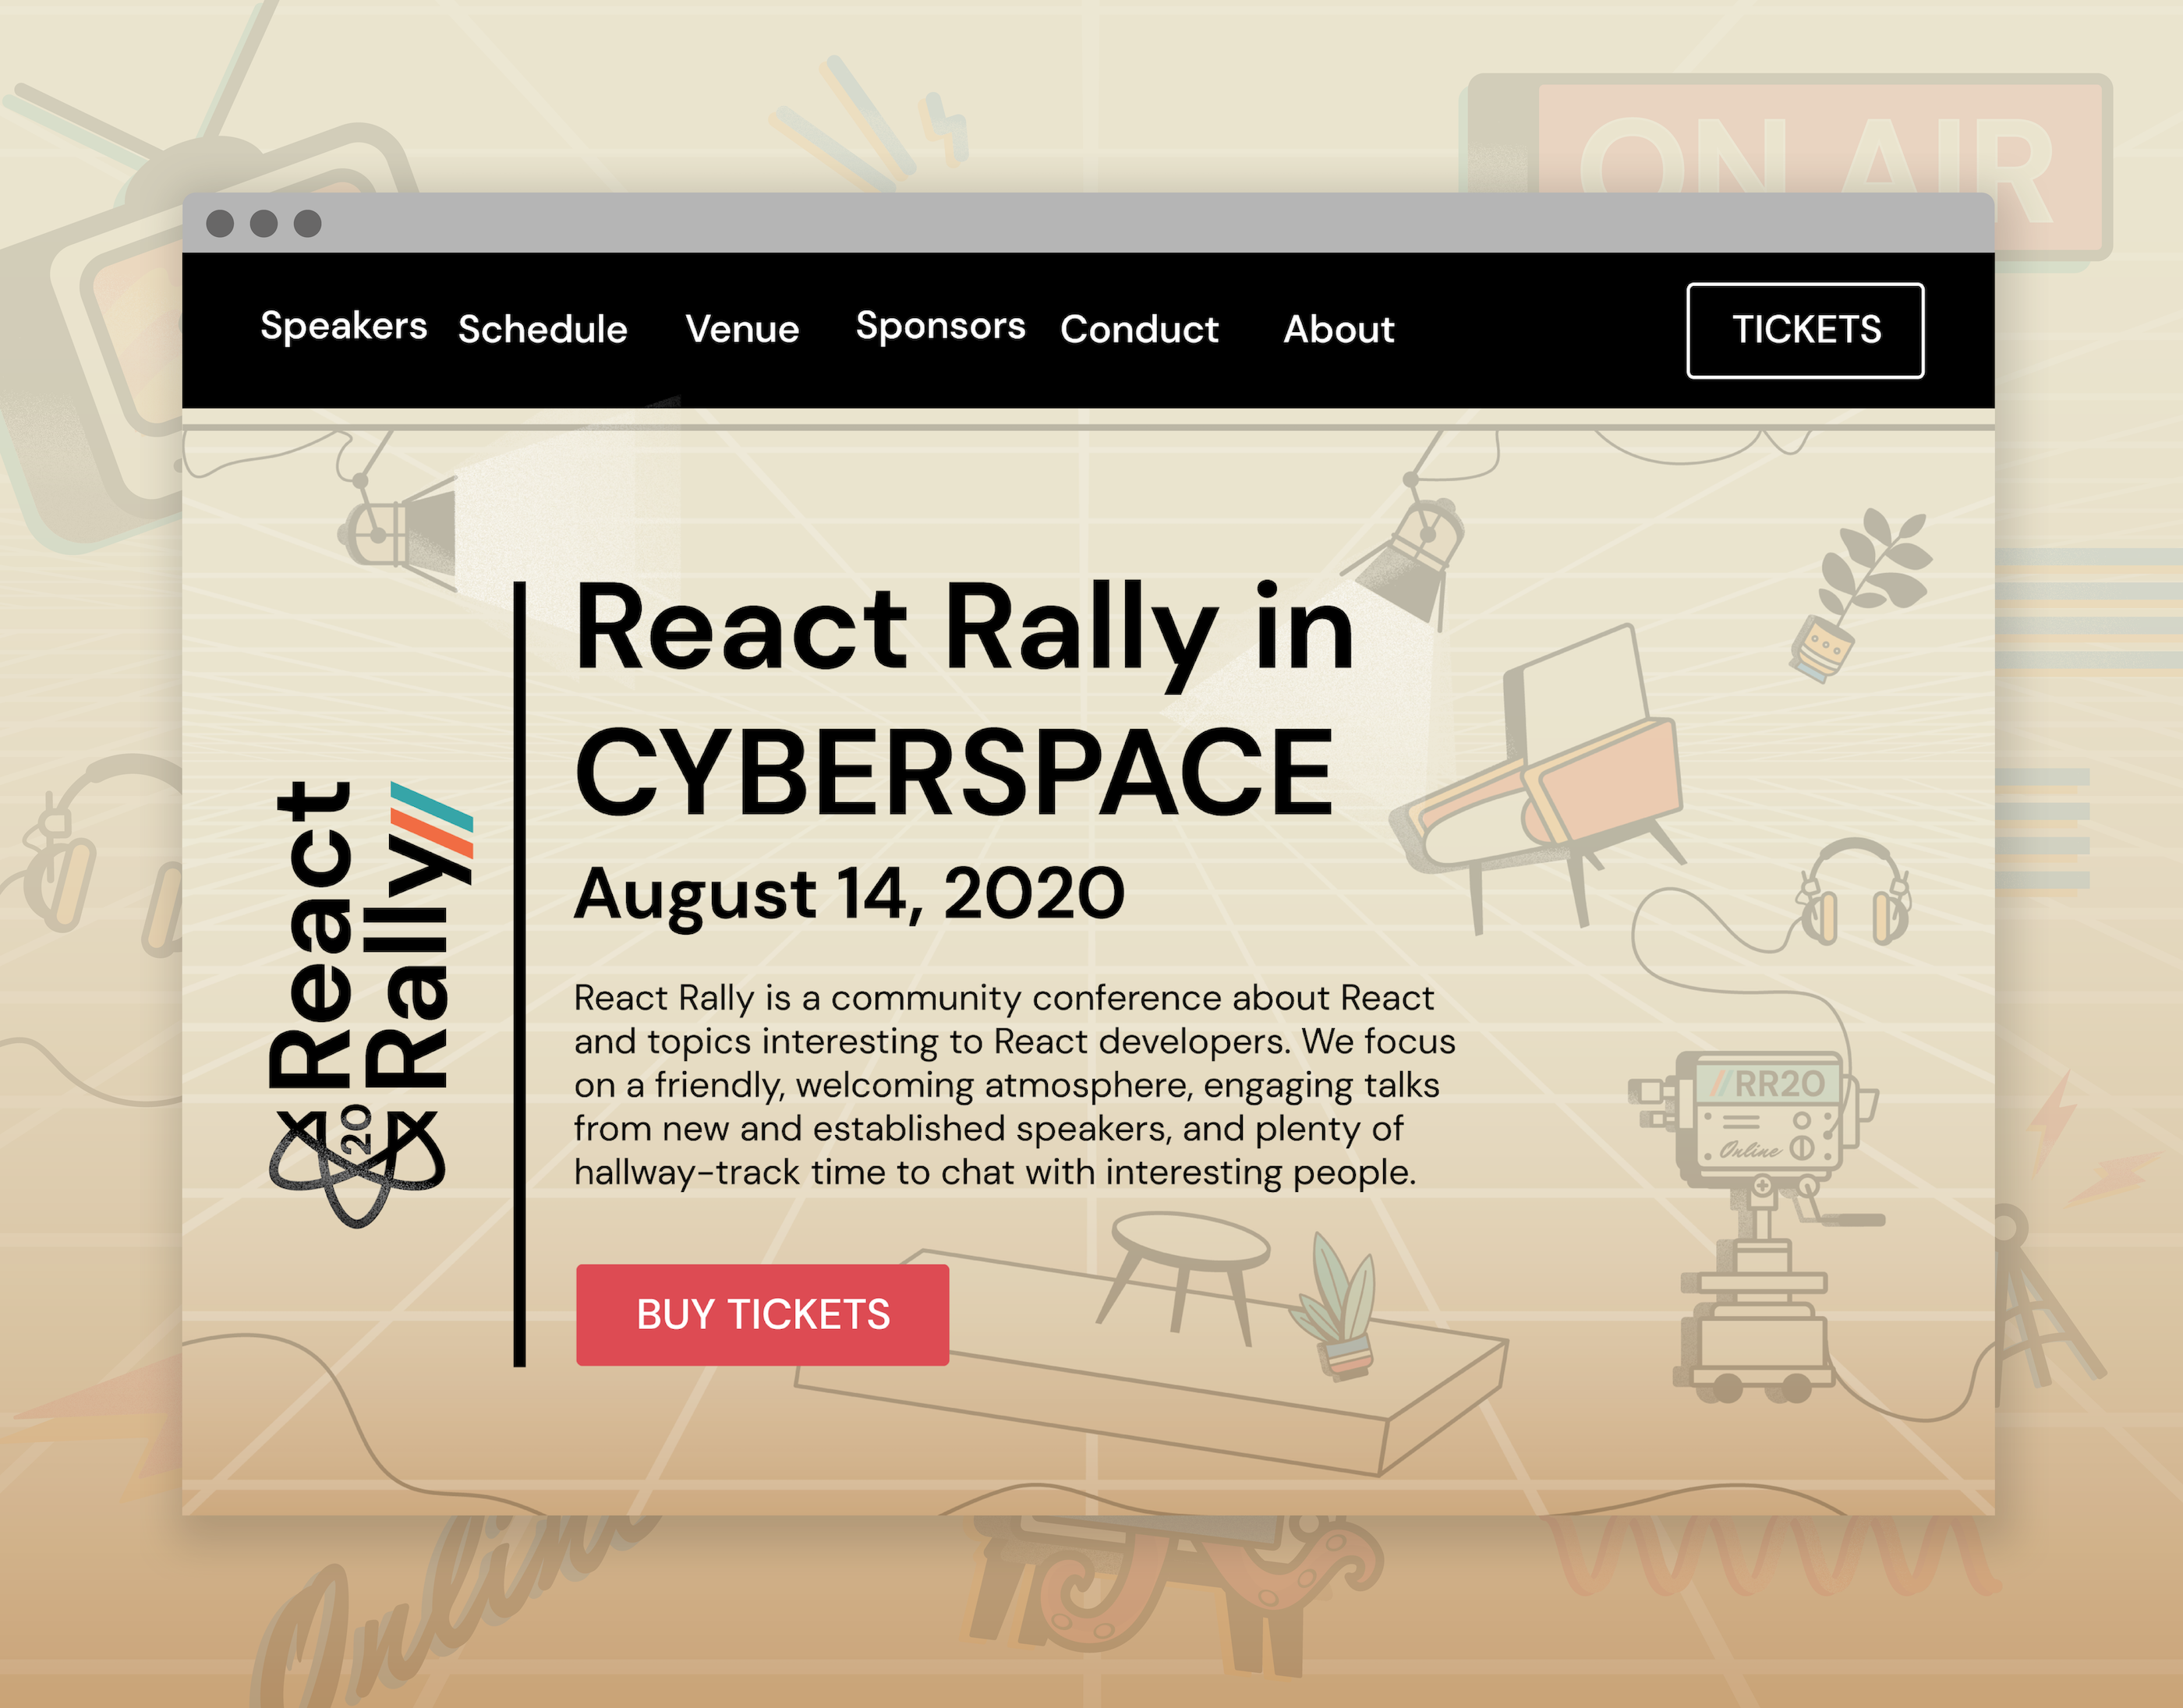 ON AIR
Speakers Schedule Venue Sponsors Conduct About TICKETS
React
Rally//
20
React Rally in
CYBERSPACE
August 14, 2020
React Rally is a community conference about React
and topics interesting to React developers. We focus
on a friendly, welcoming atmosphere, engaging talks
from new and established speakers, and plenty of
hallway-track time to chat with interesting people.
BUY TICKETS
//RR20
Online
Online